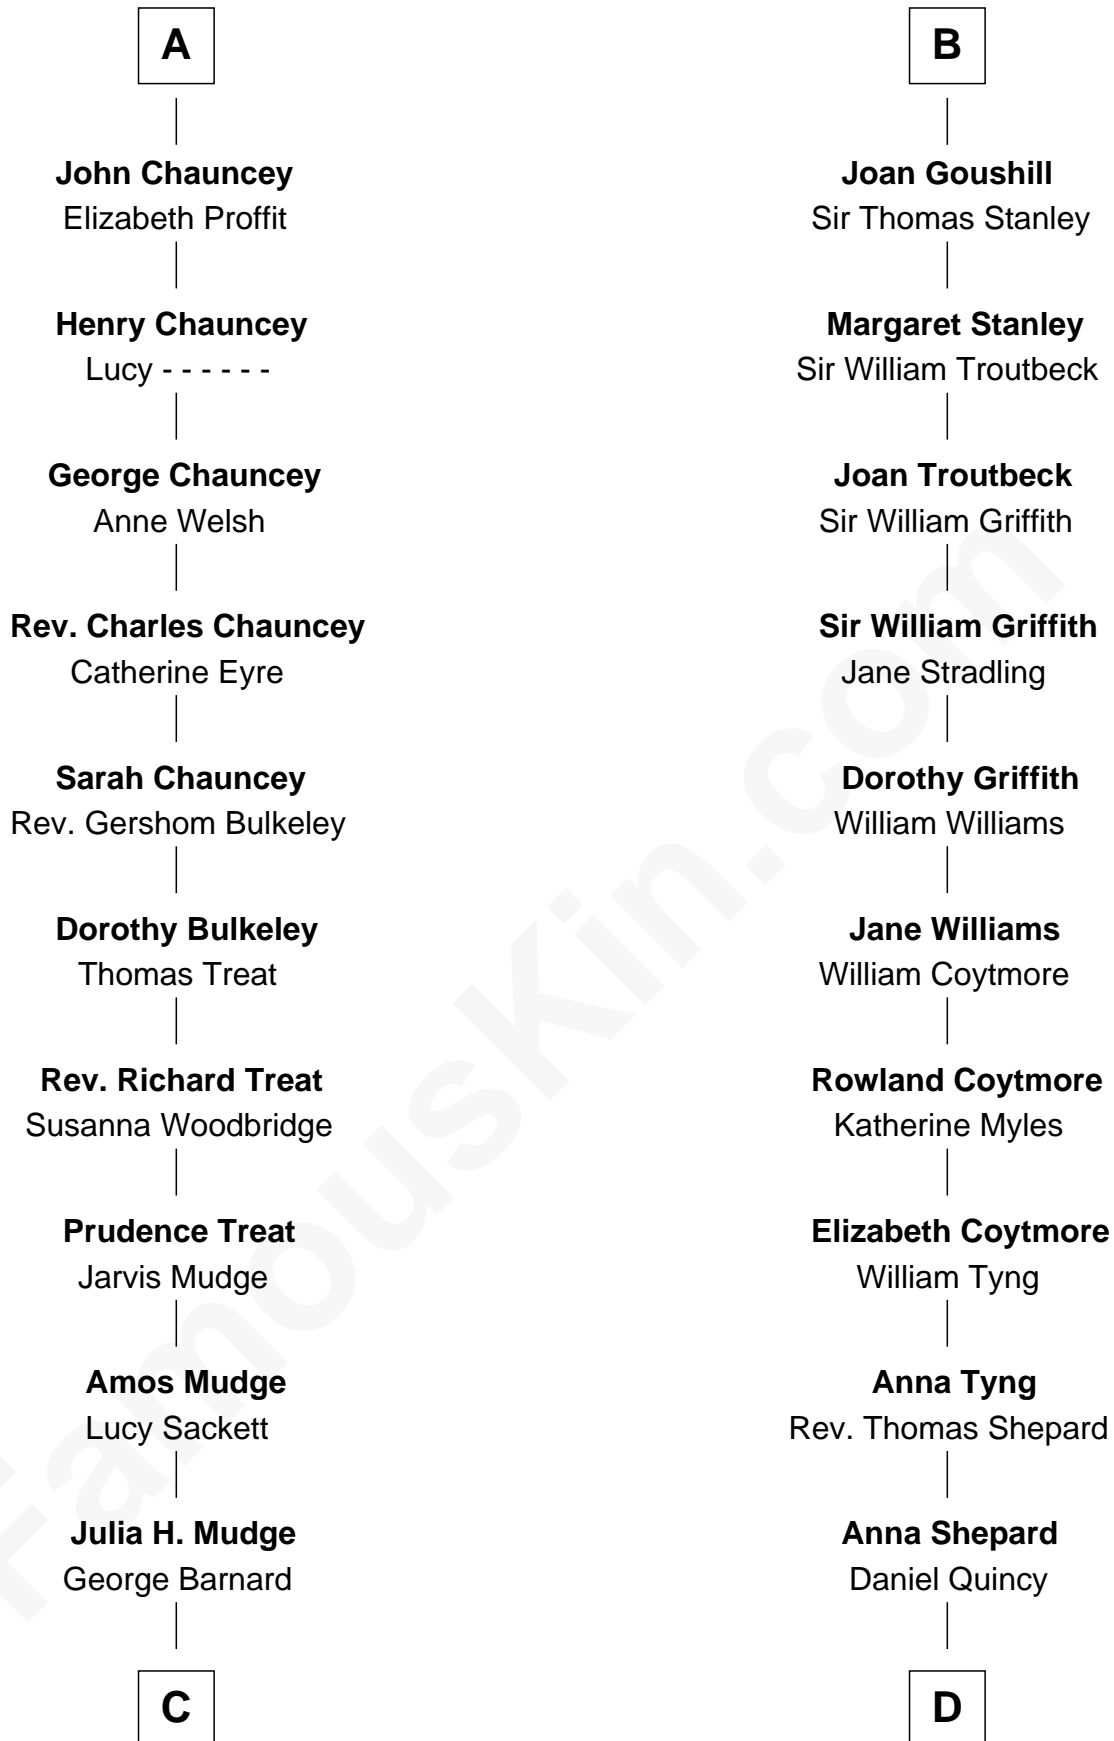 A
John Chauncey
Elizabeth Proffit
Henry Chauncey
Lucy - - - - - -
George Chauncey
Anne Welsh
Rev. Charles Chauncey
Catherine Eyre
Sarah Chauncey
Rev. Gershom Bulkeley
Dorothy Bulkeley
Thomas Treat
Rev. Richard Treat
Susanna Woodbridge
Prudence Treat
Jarvis Mudge
Amos Mudge
Lucy Sackett
Julia H. Mudge
George Barnard
C
B
Joan Goushill
Sir Thomas Stanley
Margaret Stanley
Sir William Troutbeck
Joan Troutbeck
Sir William Griffith
Sir William Griffith
Jane Stradling
Dorothy Griffith
William Williams
Jane Williams
William Coytmore
Rowland Coytmore
Katherine Myles
Elizabeth Coytmore
William Tyng
Anna Tyng
Rev. Thomas Shepard
Anna Shepard
Daniel Quincy
D
FamousKin.com